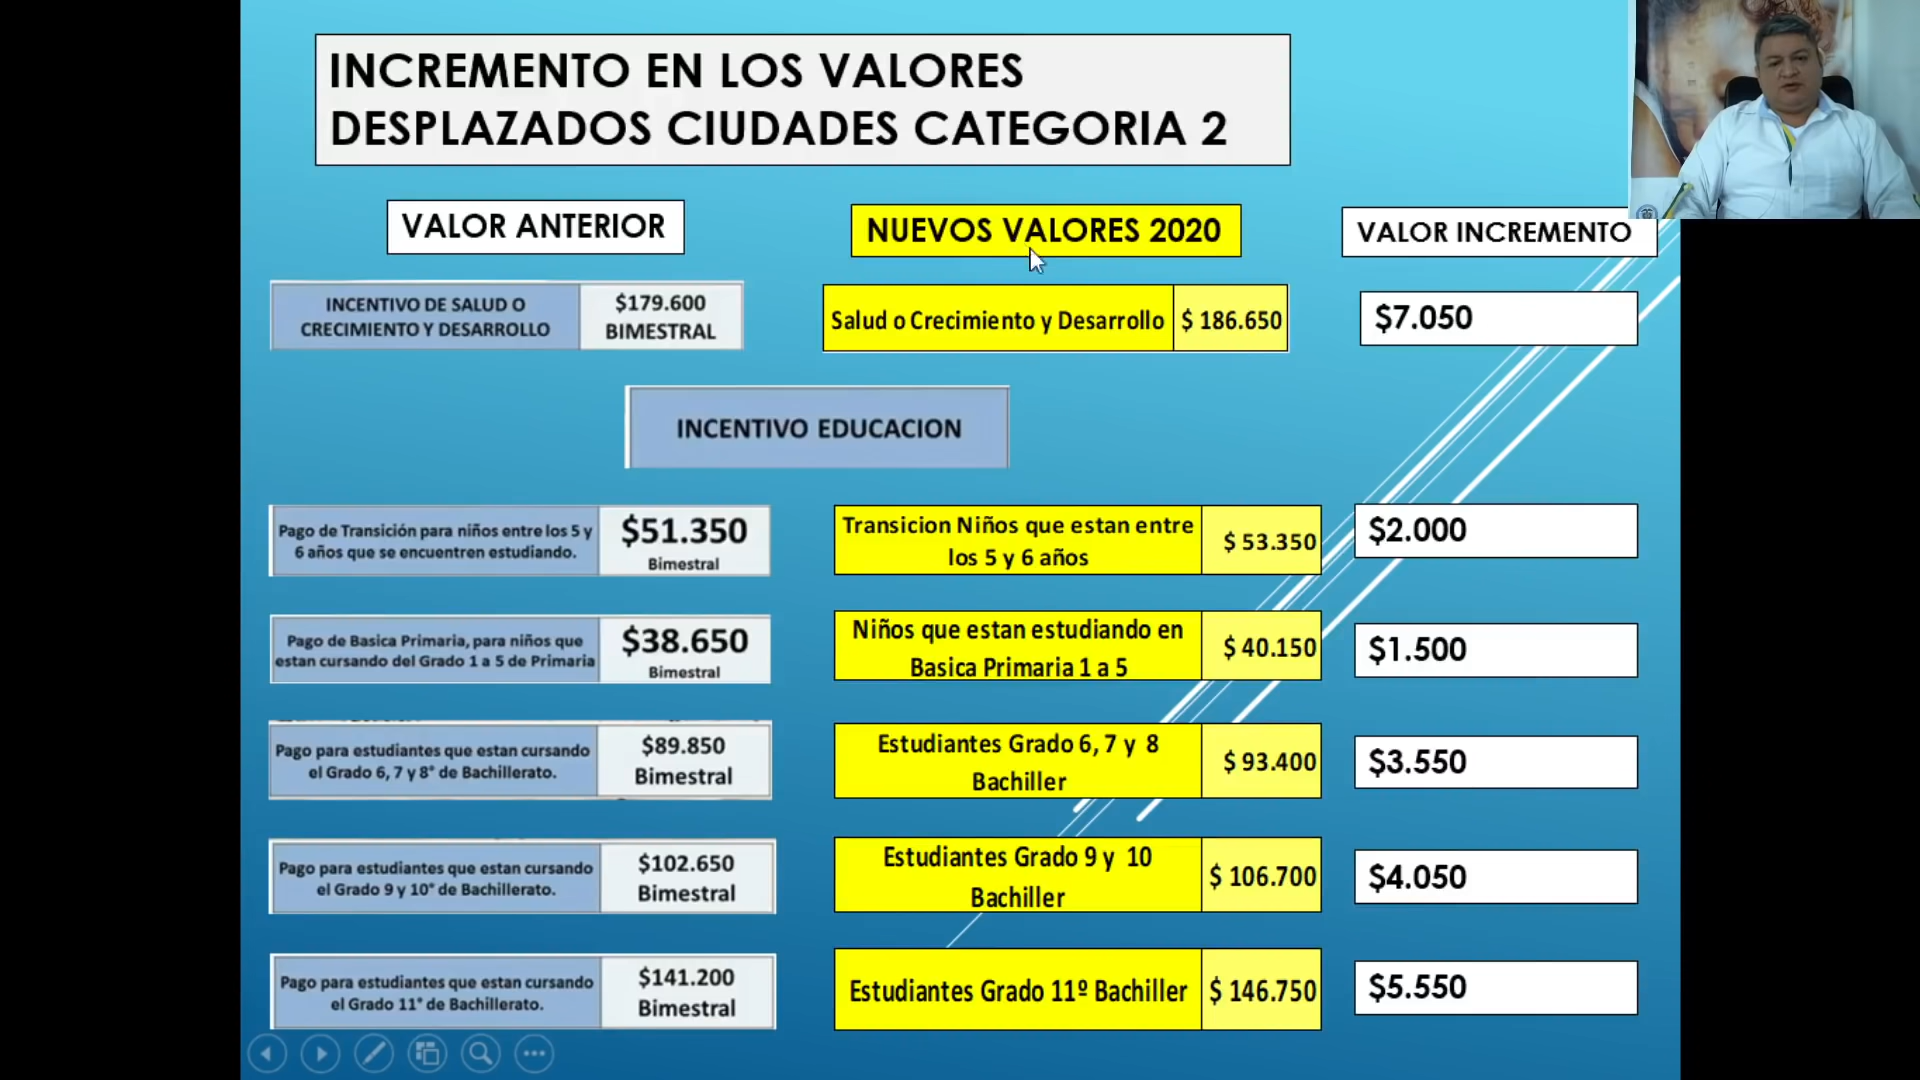 INCREMENTO EN LOS VALORES
DESPLAZADOS CIUDADES CATEGORIA 2
VALOR ANTERIOR
NUEVOS VALORES 2020
VALOR INCREMENTO
INCENTIVO DE SALUD O
CRECIMIENTO Y DESARROLLO
$179.600
BIMESTRAL
Salud o Crecimiento y Desarrollo
$ 186.650
$7.050
INCENTIVO EDUCACION
Pago de Transición para niños entre los 5 y
6 años que se encuentren estudiando.
$51.350
Bimestral
Transicion Niños que estan entre
los 5 y 6 años
$ 53.350
$2.000
Pago de Basica Primaria, para niños que
estan cursando del Grado 1 a 5 de Primaria
$38.650
Bimestral
Niños que estan estudiando en
Basica Primaria 1 a 5
$ 40.150
$1.500
Pago para estudiantes que estan cursando
el Grado 6, 7 y 8° de Bachillerato.
$89.850
Bimestral
Estudiantes Grado 6, 7 y 8
Bachiller
$ 93.400
$3.550
Pago para estudiantes que estan cursando
el Grado 9 y 10° de Bachillerato.
$102.650
Bimestral
Estudiantes Grado 9 y 10
Bachiller
$ 106.700
$4.050
Pago para estudiantes que estan cursando
el Grado 11° de Bachillerato.
$141.200
Bimestral
Estudiantes Grado 11º Bachiller
$ 146.750
$5.550